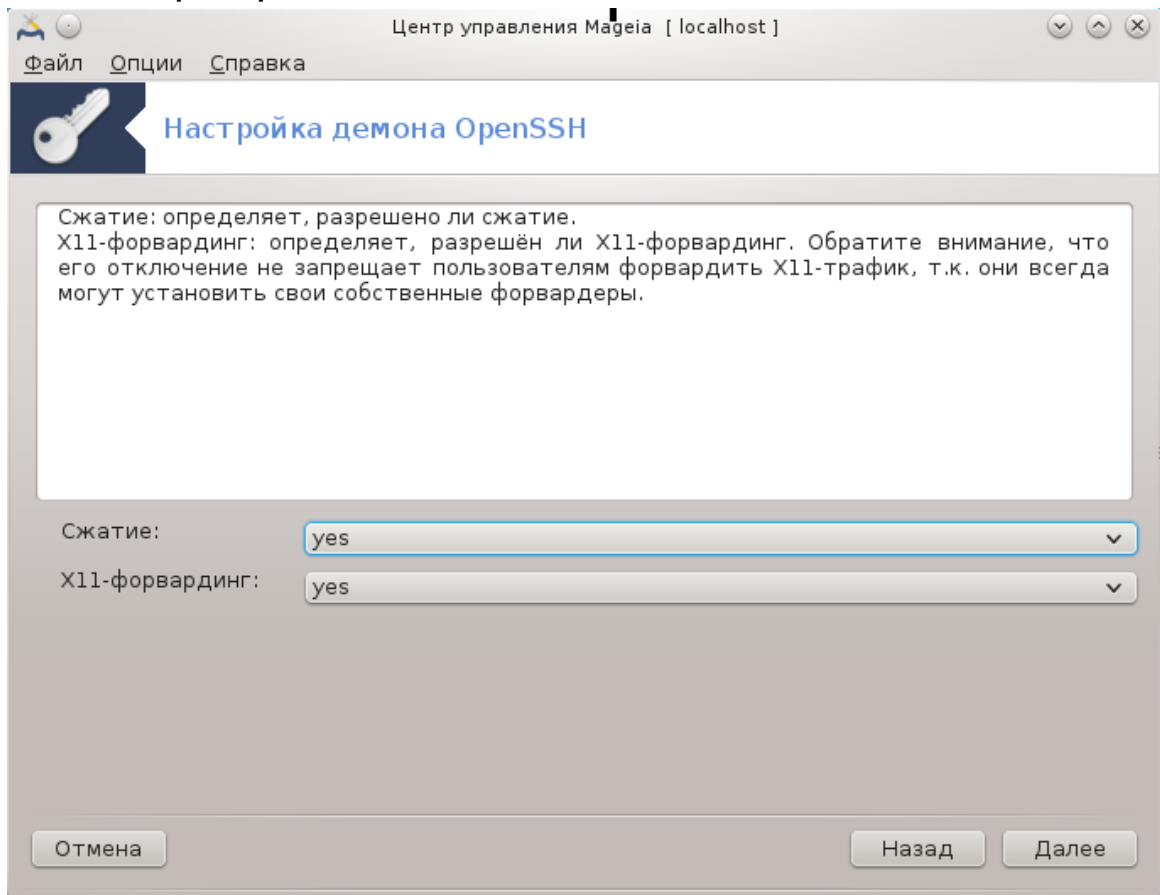 Центр управления Mageia [ localhost ]
Файл Опции Справка
Настройка демона OpenSSH
Сжатие: определяет, разрешено ли сжатие.
X11-форвардинг: определяет, разрешён ли X11-форвардинг. Обратите внимание, что
его отключение не запрещает пользователям форвардить X11-трафик, т.к. они всегда
могут установить свои собственные форвардеры.
Сжатие:
yes
X11-форвардинг:
yes
Отмена
Назад
Далее